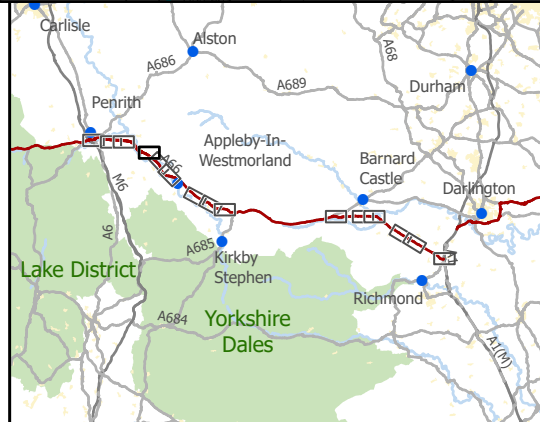 Carlisle
Alston
A686
A68
A689
Durham
Penrith
Appleby-In-
Westmorland
A66
Barnard
Castle
Darlington
M6
A6
A685
Kirkby
Stephen
Lake District
Richmond
Yorkshire
Dales
A684
A1(M)